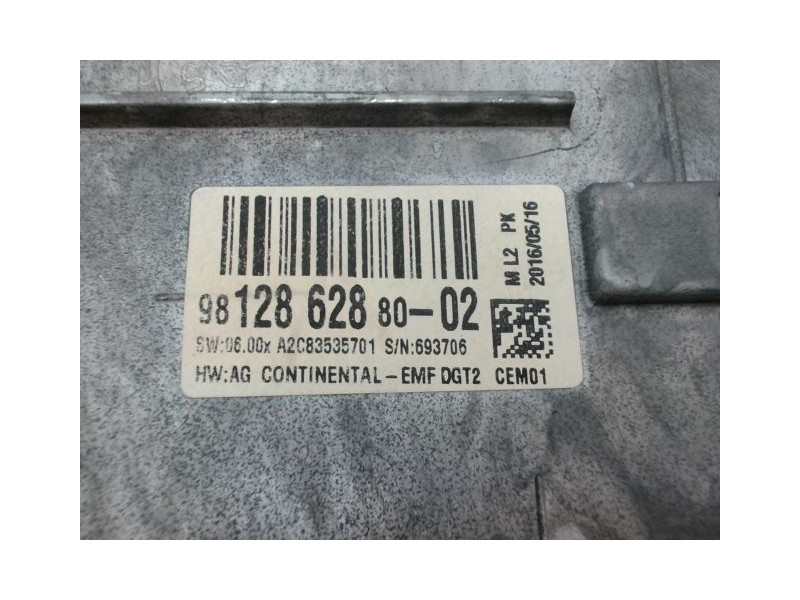 98 128 628 80-02
SW:06.00x A2C83535701 S/N:693706
HW:AG CONTINENTAL-EMF DGT2 CEM01
M L2 PK
2016/05/16